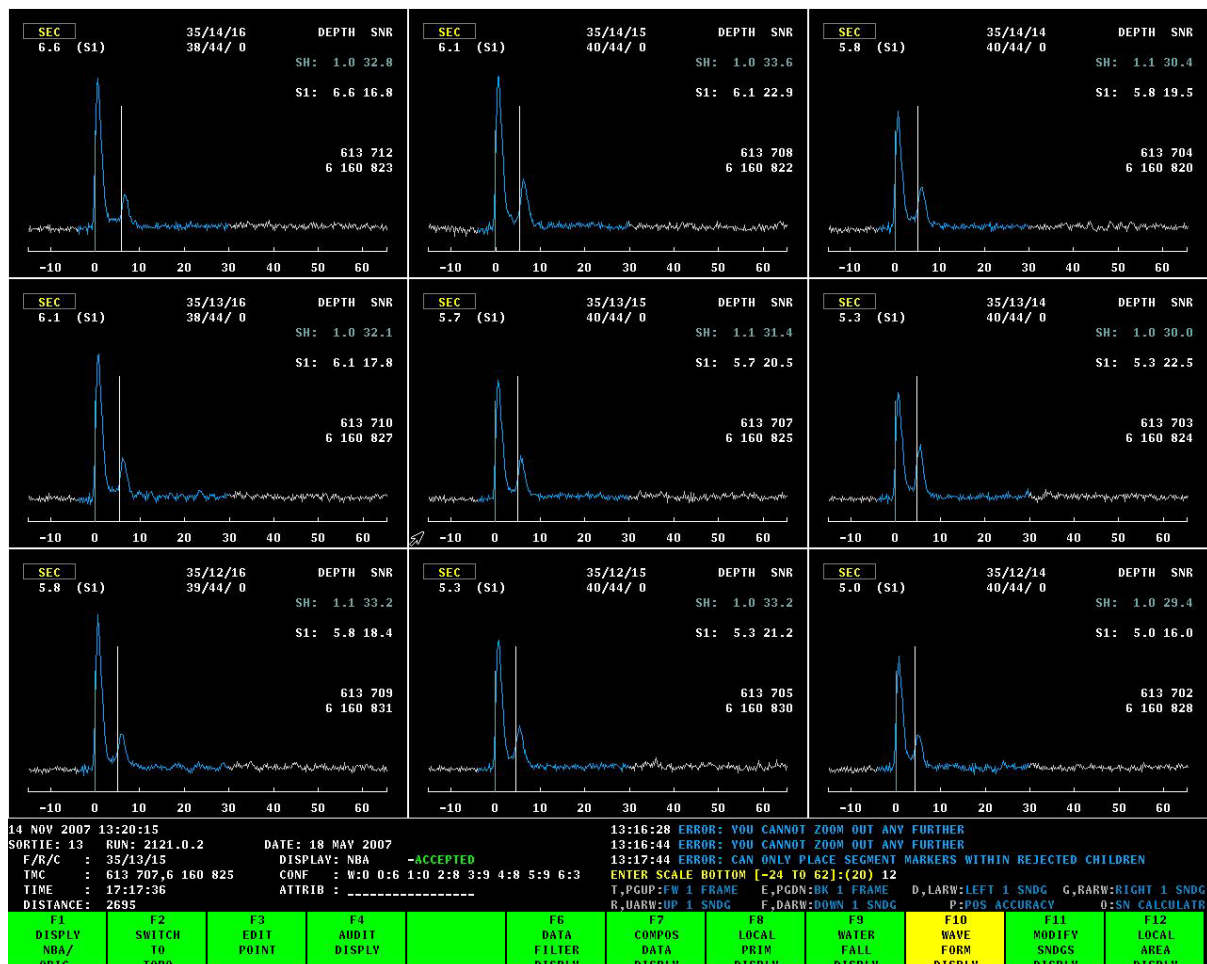 SEC 35/14/16 DEPTH SNR
6.6 (S1) 38/44/ 0
SH: 1.0 32.8
S1: 6.6 16.8
613 712
6 160 823
-10 0 10 20 30 40 50 60
SEC 35/14/15 DEPTH SNR
6.1 (S1) 40/44/ 0
SH: 1.0 33.6
S1: 6.1 22.9
613 708
6 160 822
-10 0 10 20 30 40 50 60
SEC 35/14/14 DEPTH SNR
5.8 (S1) 40/44/ 0
SH: 1.1 30.4
S1: 5.8 19.5
613 704
6 160 820
-10 0 10 20 30 40 50 60
SEC 35/13/16 DEPTH SNR
6.1 (S1) 38/44/ 0
SH: 1.0 32.1
S1: 6.1 17.8
613 710
6 160 827
-10 0 10 20 30 40 50 60
SEC 35/13/15 DEPTH SNR
5.7 (S1) 40/44/ 0
SH: 1.1 31.4
S1: 5.7 20.5
613 707
6 160 825
-10 0 10 20 30 40 50 60
SEC 35/13/14 DEPTH SNR
5.3 (S1) 40/44/ 0
SH: 1.0 30.0
S1: 5.3 22.5
613 703
6 160 824
-10 0 10 20 30 40 50 60
SEC 35/12/16 DEPTH SNR
5.8 (S1) 39/44/ 0
SH: 1.1 33.2
S1: 5.8 18.4
613 709
6 160 831
-10 0 10 20 30 40 50 60
SEC 35/12/15 DEPTH SNR
5.3 (S1) 40/44/ 0
SH: 1.0 33.2
S1: 5.3 21.2
613 705
6 160 830
-10 0 10 20 30 40 50 60
SEC 35/12/14 DEPTH SNR
5.0 (S1) 40/44/ 0
SH: 1.0 29.4
S1: 5.0 16.0
613 702
6 160 828
-10 0 10 20 30 40 50 60
14 NOV 2007 13:20:15
SORTIE: 13 RUN: 2121.0.2 DATE: 18 MAY 2007
F/R/C : 35/13/15 DISPLAY: NBA -ACCEPTED
TMC : 613 707,6 160 825 CONF : W:0 0:6 1:0 2:8 3:9 4:8 5:9 6:3
TIME : 17:17:36 ATTRIB : _________________
DISTANCE: 2695
13:16:28 ERROR: YOU CANNOT ZOOM OUT ANY FURTHER
13:16:44 ERROR: YOU CANNOT ZOOM OUT ANY FURTHER
13:17:44 ERROR: CAN ONLY PLACE SEGMENT MARKERS WITHIN REJECTED CHILDREN
ENTER SCALE BOTTOM [-24 TO 62]:(20) 12
T,PGUP:FW 1 FRAME E,PGDN:BK 1 FRAME D,LARW:LEFT 1 SNDG G,RARW:RIGHT 1 SNDG
R,UARW:UP 1 SNDG F,DARW:DOWN 1 SNDG P:POS ACCURACY O:SN CALCULATR
F1 DISPLY NBA/ ORIG
F2 SWITCH TO TOPO
F3 EDIT POINT
F4 AUDIT DISPLY
F6 DATA FILTER DISPLY
F7 COMPOS DATA DISPLY
F8 LOCAL PRIM DISPLY
F9 WATER FALL DISPLY
F10 WAVE FORM DISPLY
F11 MODIFY SNDGS DISPLY
F12 LOCAL AREA DISPLY